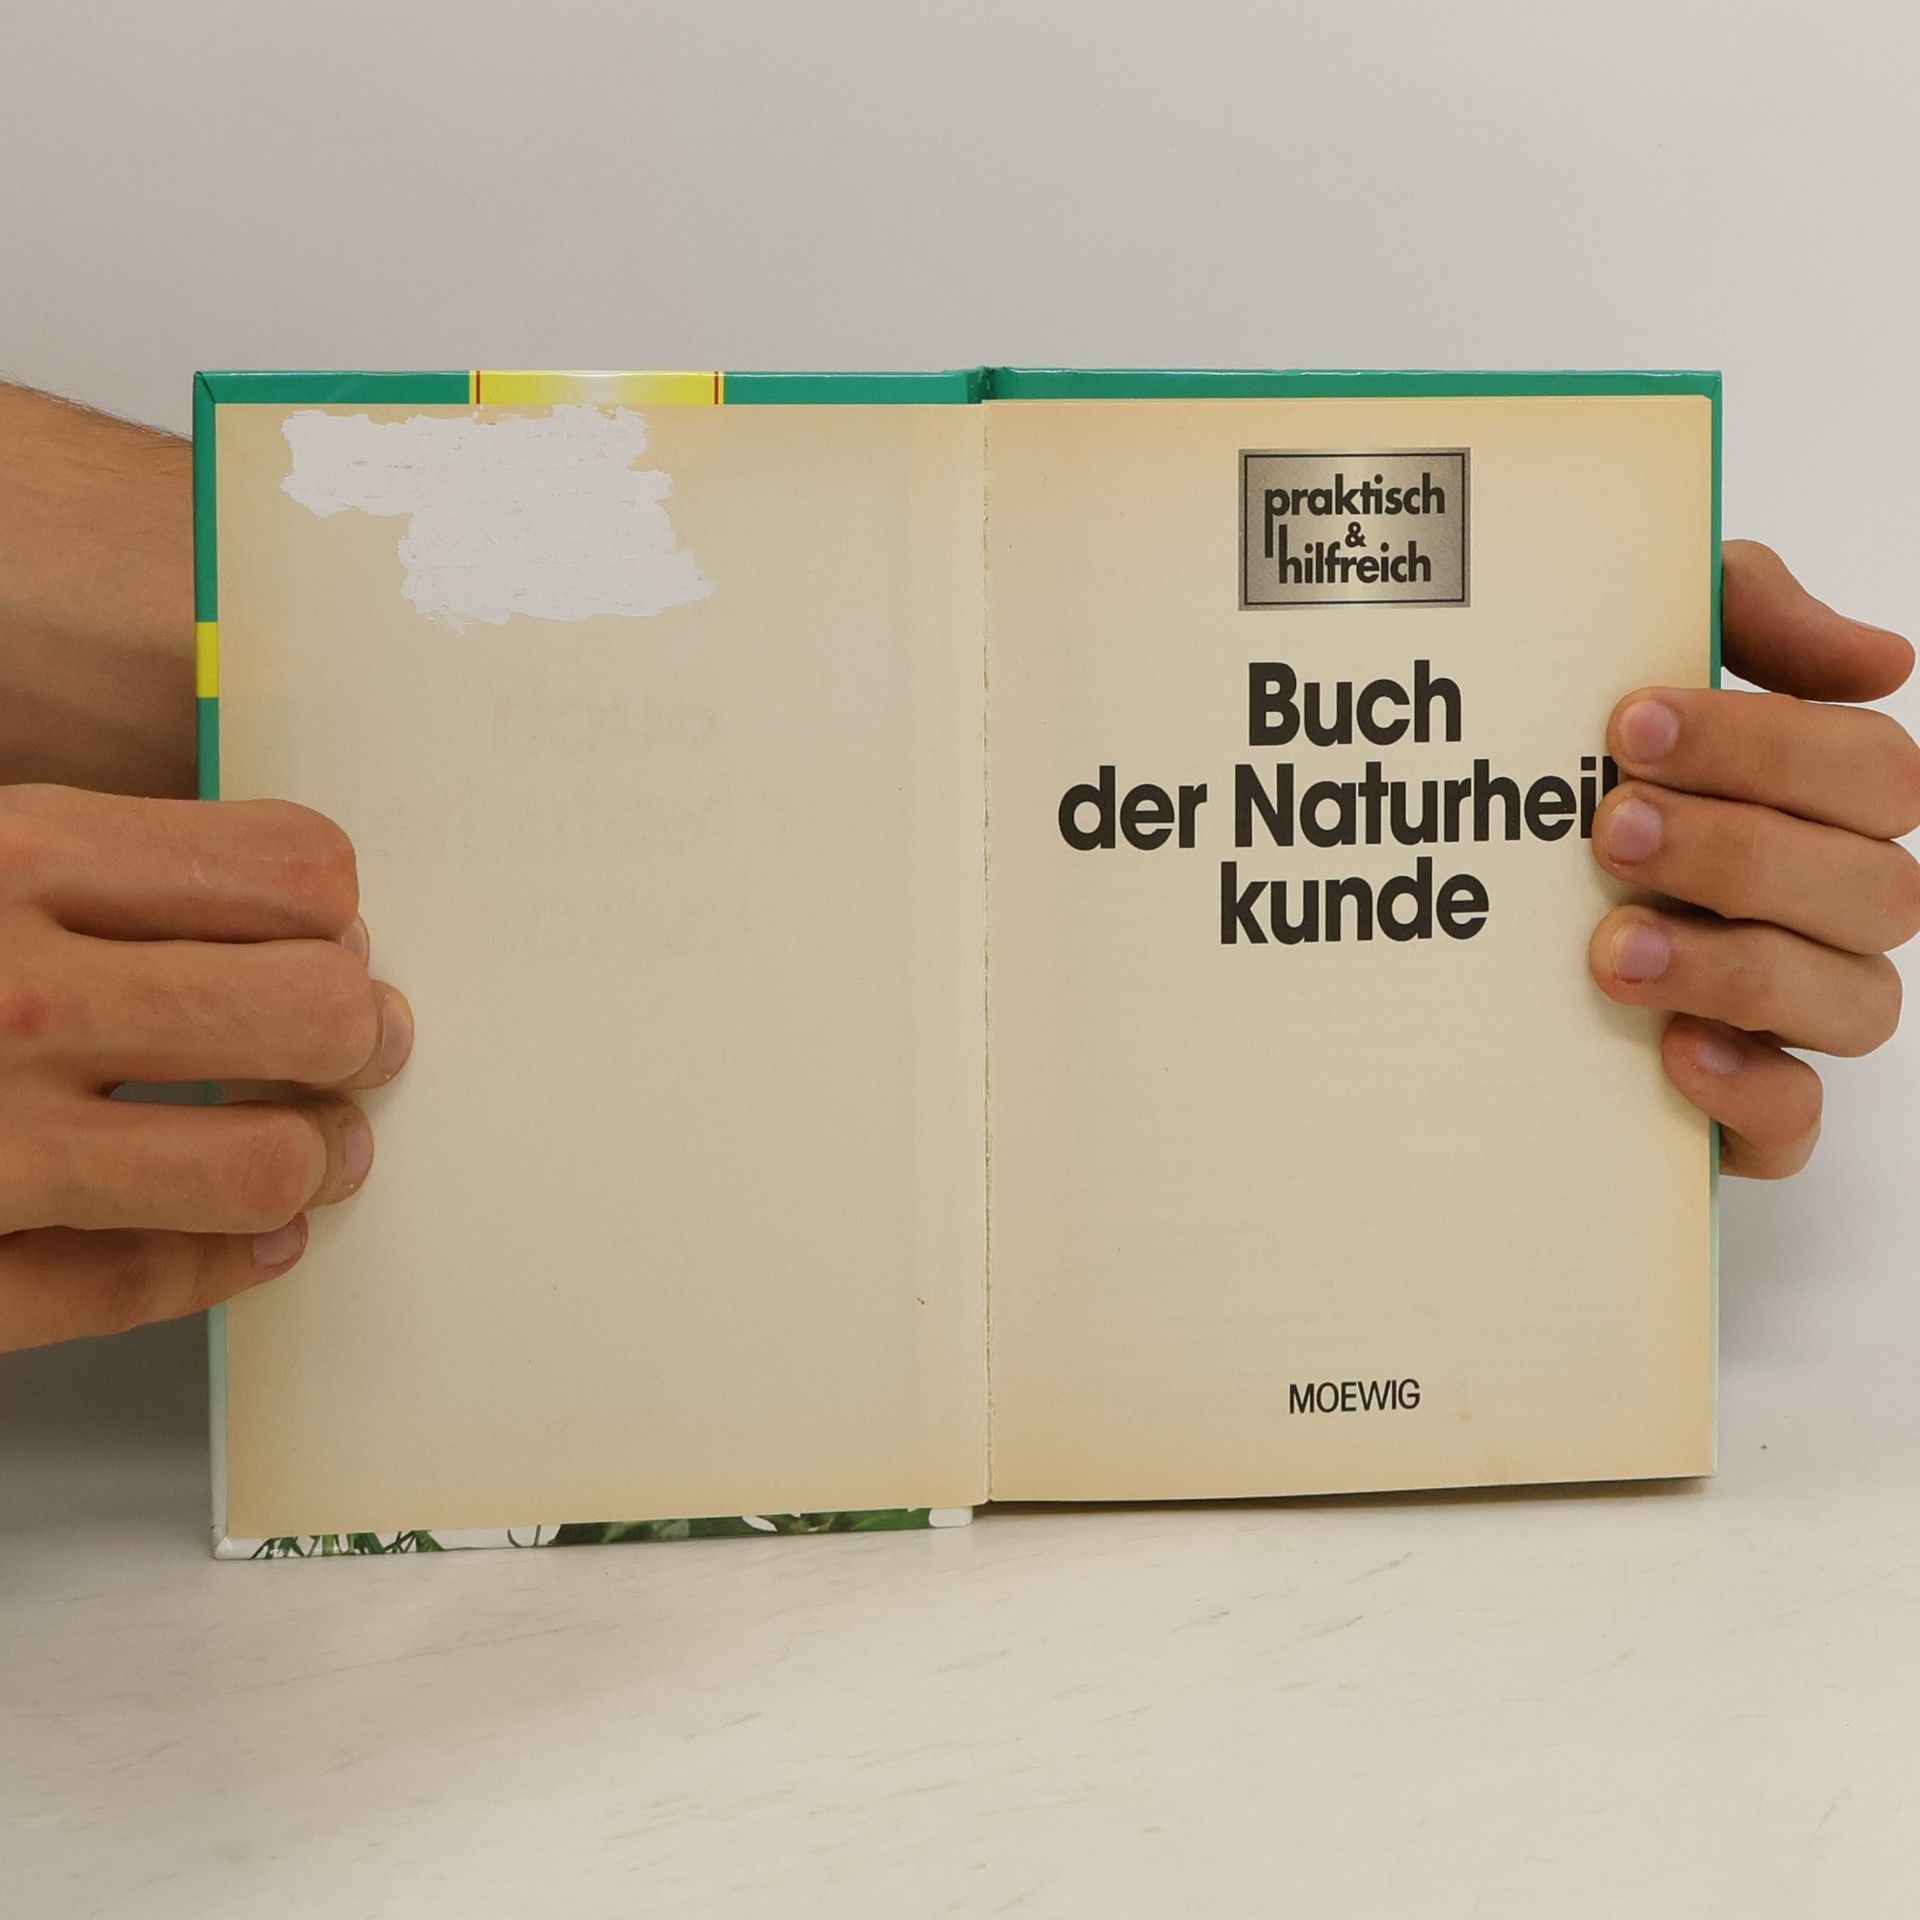 praktisch
&
hilfreich
Buch
der Naturheil
kunde
MOEWIG